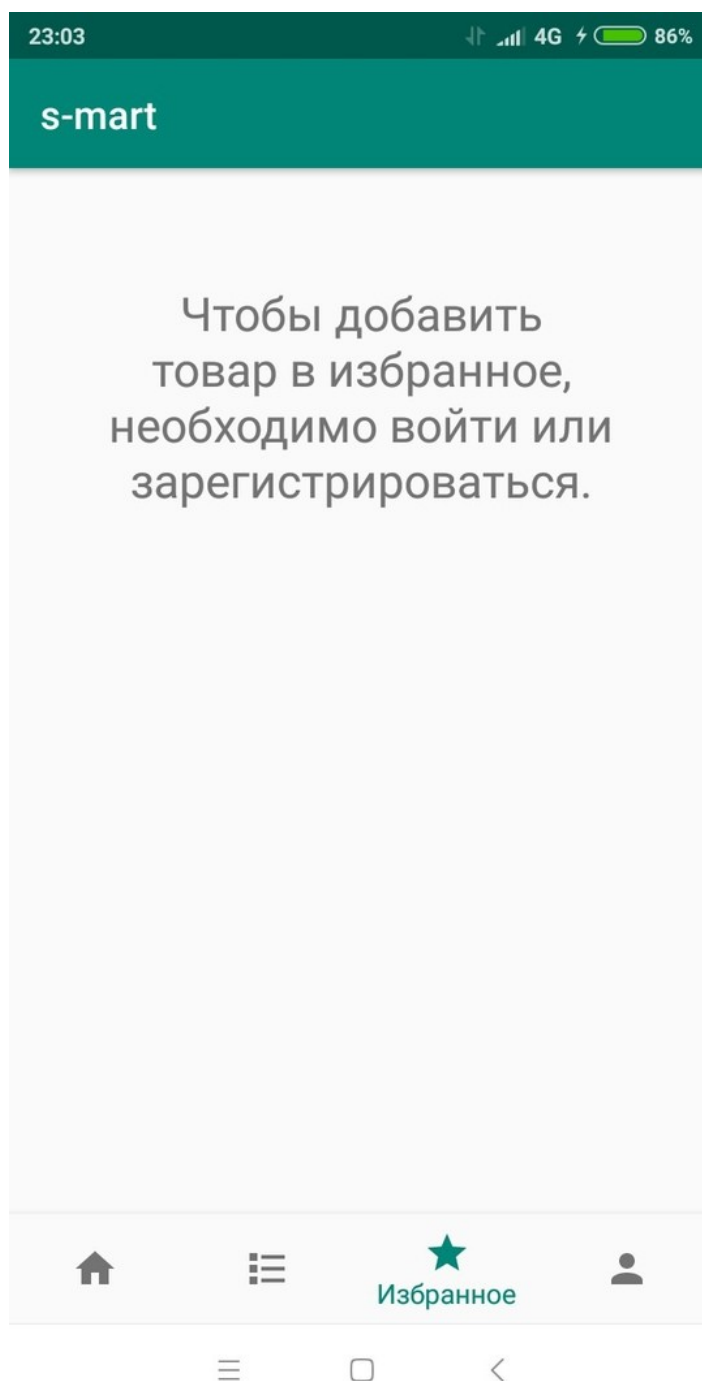 23:03 4G 86%
s-mart
Чтобы добавить
товар в избранное,
необходимо войти или
зарегистрироваться.
Избранное